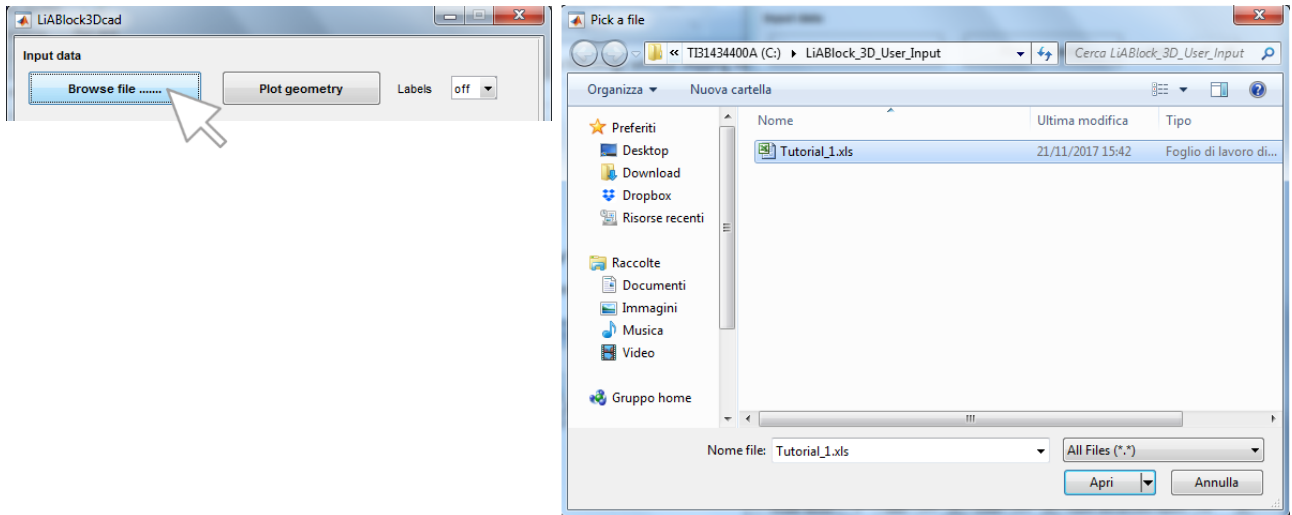 LiABlock3Dcad
Input data
Browse file .......
Plot geometry
Labels
off
Pick a file
« TI31434400A (C:) LiABlock_3D_User_Input
Cerca LiABlock_3D_User_Input
Organizza
Nuova cartella
Preferiti
Desktop
Download
Dropbox
Risorse recenti
Raccolte
Documenti
Immagini
Musica
Video
Gruppo home
Nome
Ultima modifica
Tipo
Tutorial_1.xls
21/11/2017 15:42
Foglio di lavoro di...
Nome file:
Tutorial_1.xls
All Files (*.*)
Apri
Annulla